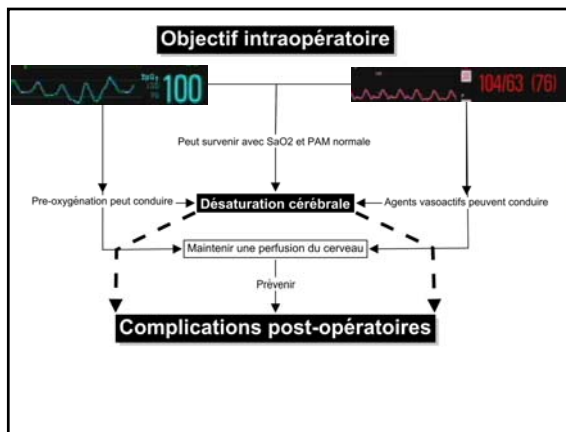 Objectif intraopératoire
100
104/63 (76)
Peut survenir avec SaO2 et PAM normale
Pre-oxygénation peut conduire
Désaturation cérébrale
Agents vasoactifs peuvent conduire
Maintenir une perfusion du cerveau
Prévenir
Complications post-opératoires